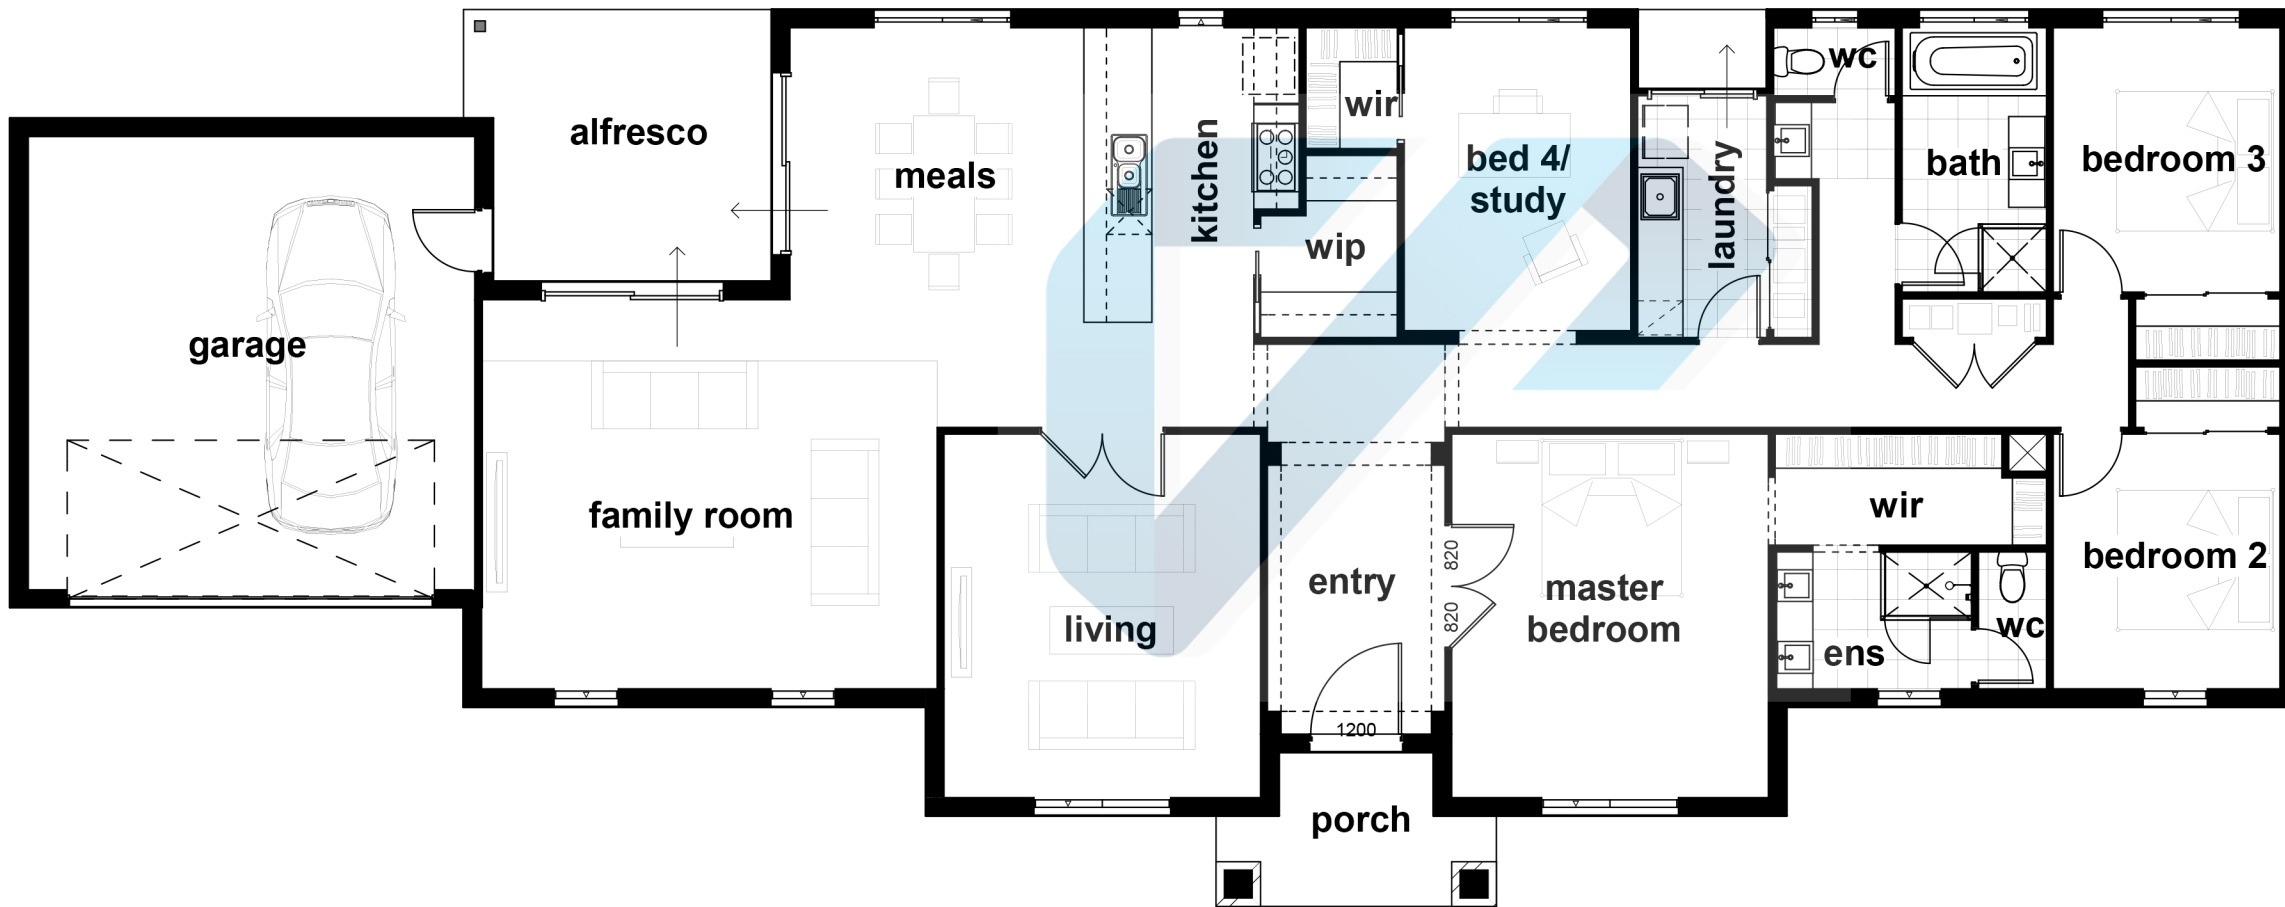 wc
wir
alfresco
meals
kitchen
bed 4/
study
laundry
bath
bedroom 3
wip
garage
family room
wir
bedroom 2
820
entry
master
bedroom
820
living
wc
ens
1200
porch